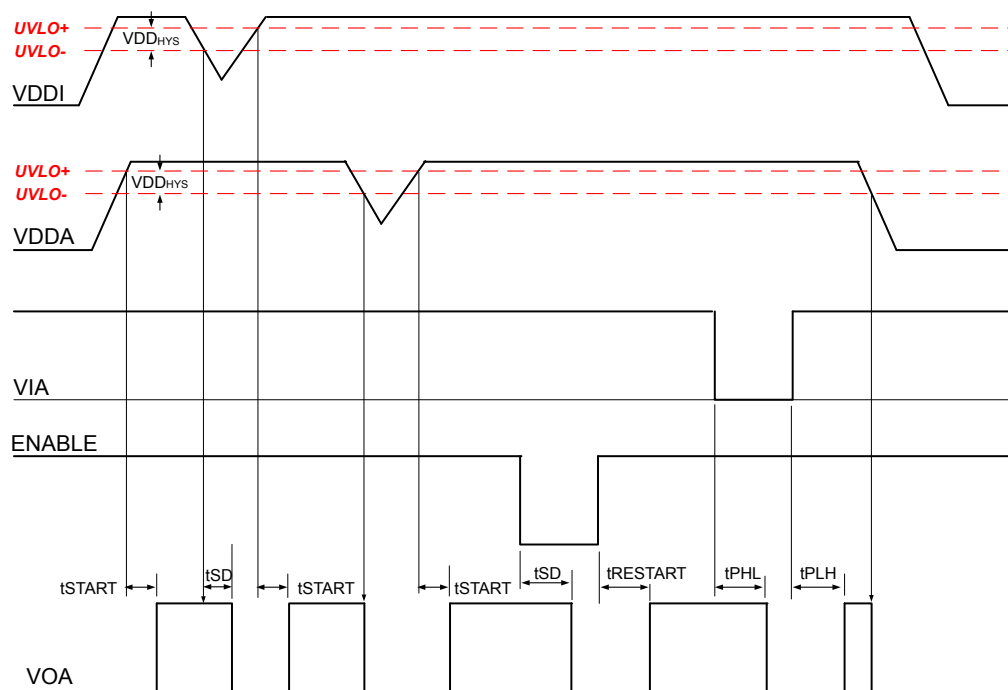 UVLO+
VDDHYS
UVLO-
VDDI
UVLO+
VDDHYS
UVLO-
VDDA
VIA
ENABLE
tSTART
tSD
tSTART
tSTART
tSD
tRESTART
tPHL
tPLH
VOA